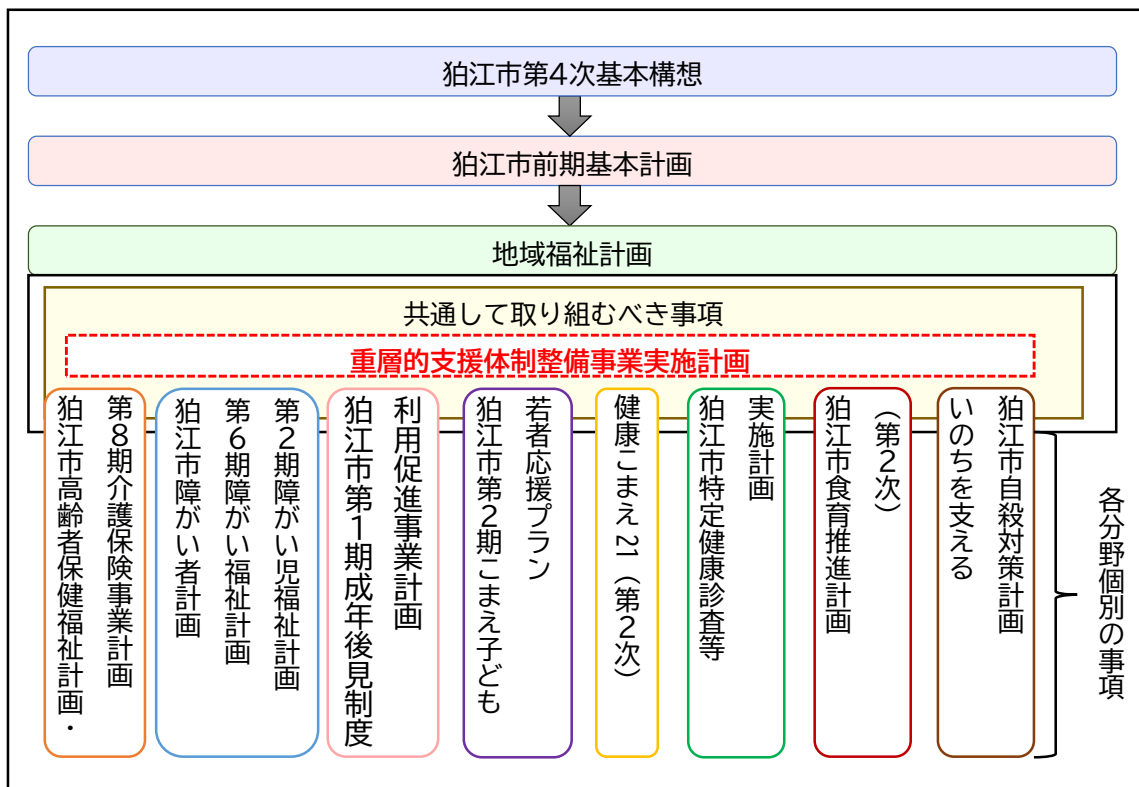 狛江市第4次基本構想
狛江市前期基本計画
地域福祉計画
共通して取り組むべき事項
重層的支援体制整備事業実施計画
狛江市高齢者保健福祉計画・
第8期介護保険事業計画
狛江市障がい者計画
第6期障がい福祉計画
第2期障がい児福祉計画
狛江市第1期成年後見制度
利用促進事業計画
狛江市第2期こまえ子ども
若者応援プラン
健康こまえ21（第2次）
狛江市特定健康診査等
実施計画
狛江市食育推進計画
（第2次）
いのちを支える
狛江市自殺対策計画
各分野個別の事項